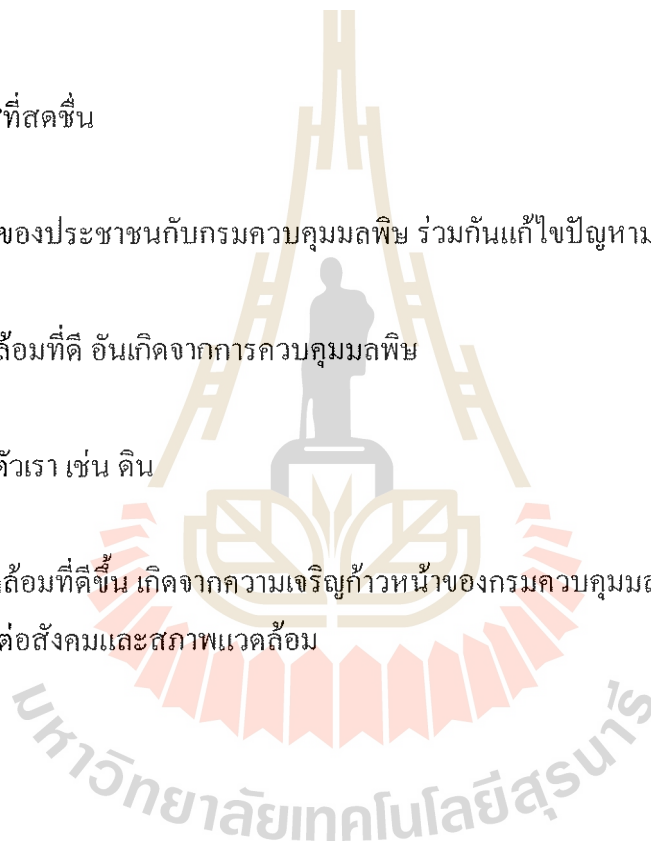 ที่สดชื่น
ของประชาชนกับกรมควบคุมมลพิษ ร่วมกันแก้ไขปัญหาม
ล้อมที่ดี อันเกิดจากการควบคุมมลพิษ
ตัวเรา เช่น ดิน
ล้อมที่ดีขึ้น เกิดจากความเจริญก้าวหน้าของกรมควบคุมมล
ต่อสังคมและสภาพแวดล้อม
มหาวิทยาลัยเทคโนโลยีสุรนารี